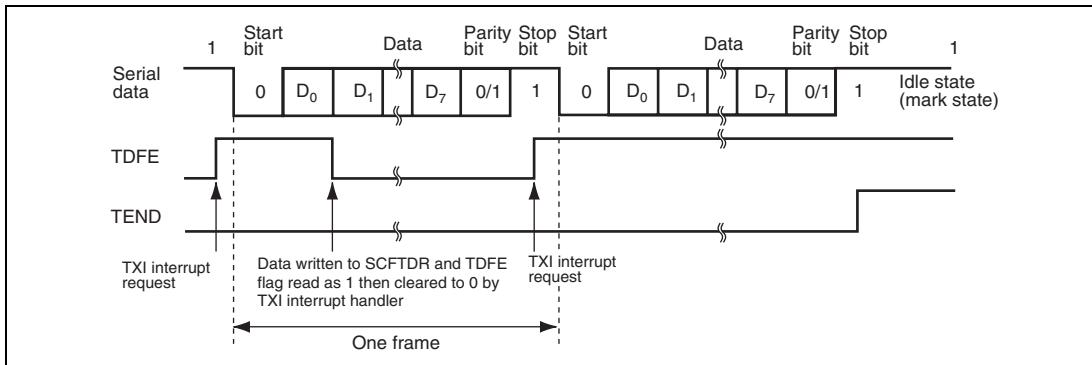 1 Start bit Data Parity bit Stop bit Start bit Data Parity bit Stop bit 1
Serial data 0 D0 D1 D7 0/1 1 0 D0 D1 D7 0/1 1 Idle state (mark state)
TDFE
TEND
TXI interrupt request
Data written to SCFTDR and TDFE
flag read as 1 then cleared to 0 by
TXI interrupt handler
TXI interrupt request
One frame